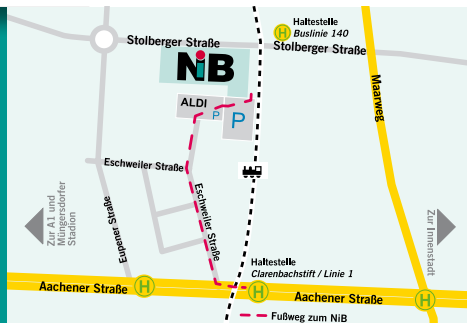 Haltestelle
Buslinie 140
H
Stolberger Straße
Stolberger Straße
NiB
ALDI
P
P
Maarweg
Eschweiler Straße
Eschweiler Straße
Eupener Straße
Zur A1 und
Müngersdorfer
Stadion
Zur Innenstadt
Haltestelle
Clarenbachstift / Linie 1
Aachener Straße
H
H
Aachener Straße
H
Fußweg zum NiB